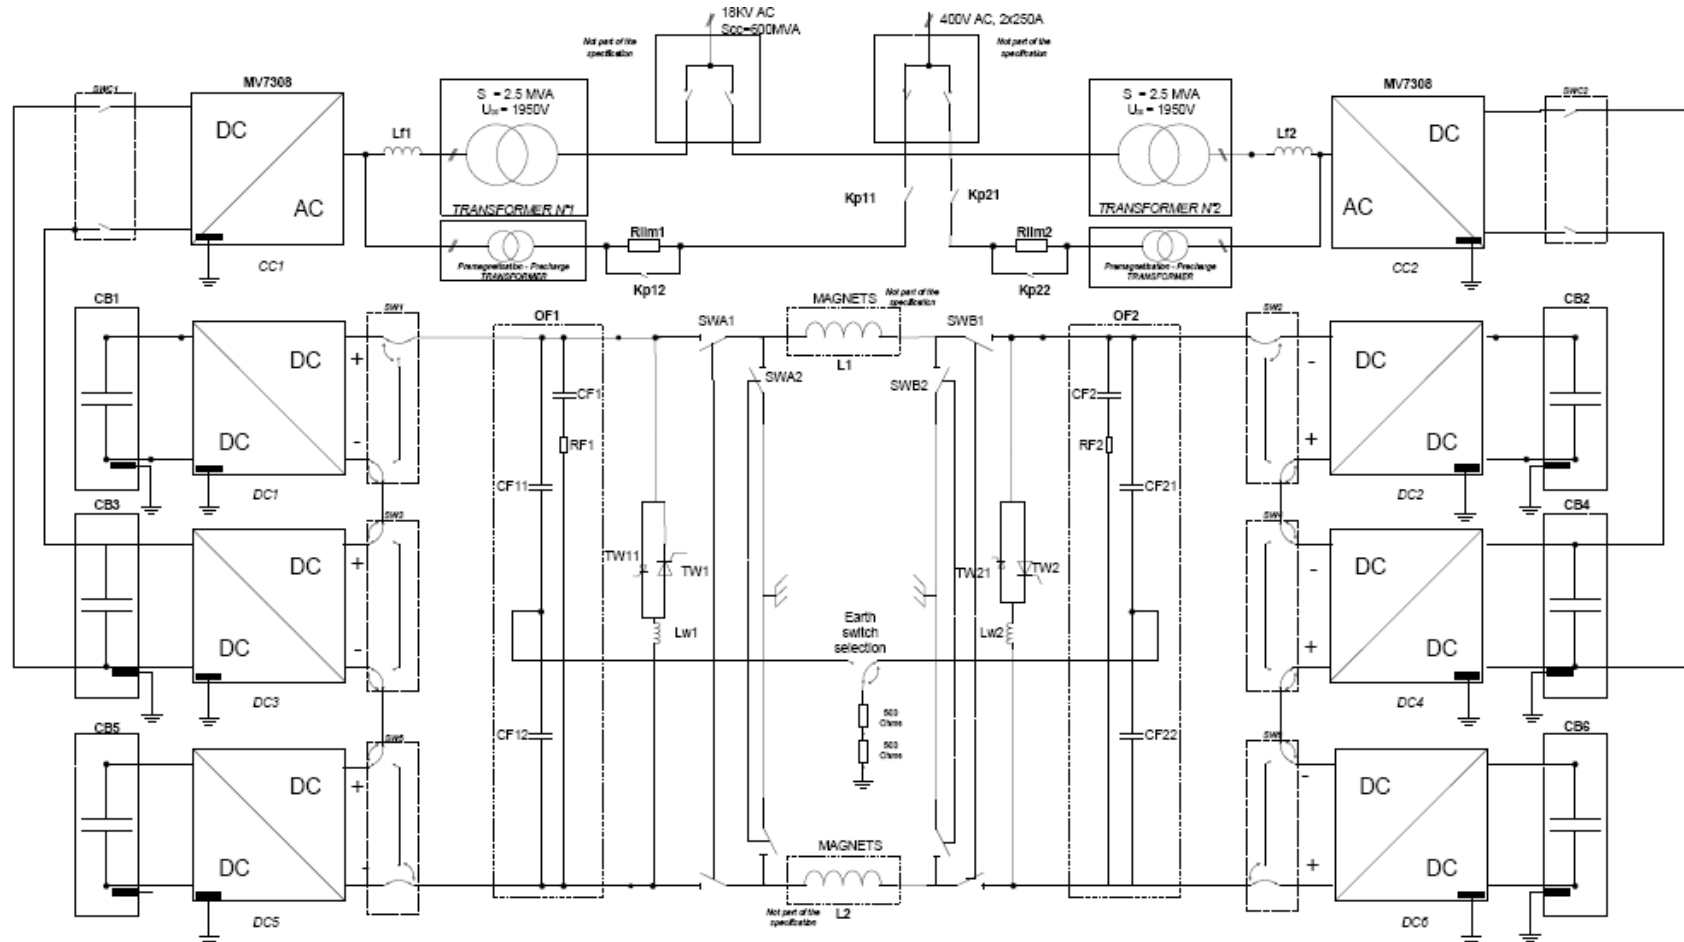 18KV AC
Scc=600MVA
400V AC, 2x250A
Not part of the
specification
Not part of the
specification
SWC1
MV7308
DC
AC
CC1
Lf1
S = 2.5 MVA
= 1950V
TRANSFORMER N°1
Premagnetisation - Precharge
TRANSFORMER
Rlim1
Kp12
Kp11
Kp21
Rlim2
Kp22
S = 2.5 MVA
= 1950V
TRANSFORMER N°2
Premagnetisation - Precharge
TRANSFORMER
Lf2
MV7308
DC
AC
CC2
SWC2
CB1
DC
DC
+
-
DC1
SW1
OF1
CF1
RF1
CF11
CF12
SWA1
SWA2
MAGNETS
Not part of the
specification
L1
SWB1
SWB2
OF2
CF2
RF2
CF21
CF22
SW2
-
+
DC
DC
DC2
CB2
CB3
DC
DC
+
-
DC3
SW3
TW11
TW1
Lw1
TW21
TW2
Lw2
Earth
switch
selection
500
Ohms
500
Ohms
SW4
-
+
DC
DC
DC4
CB4
CB5
DC
DC
+
-
DC5
SW5
MAGNETS
L2
Not part of the
specification
-
+
DC
DC
DC6
CB6